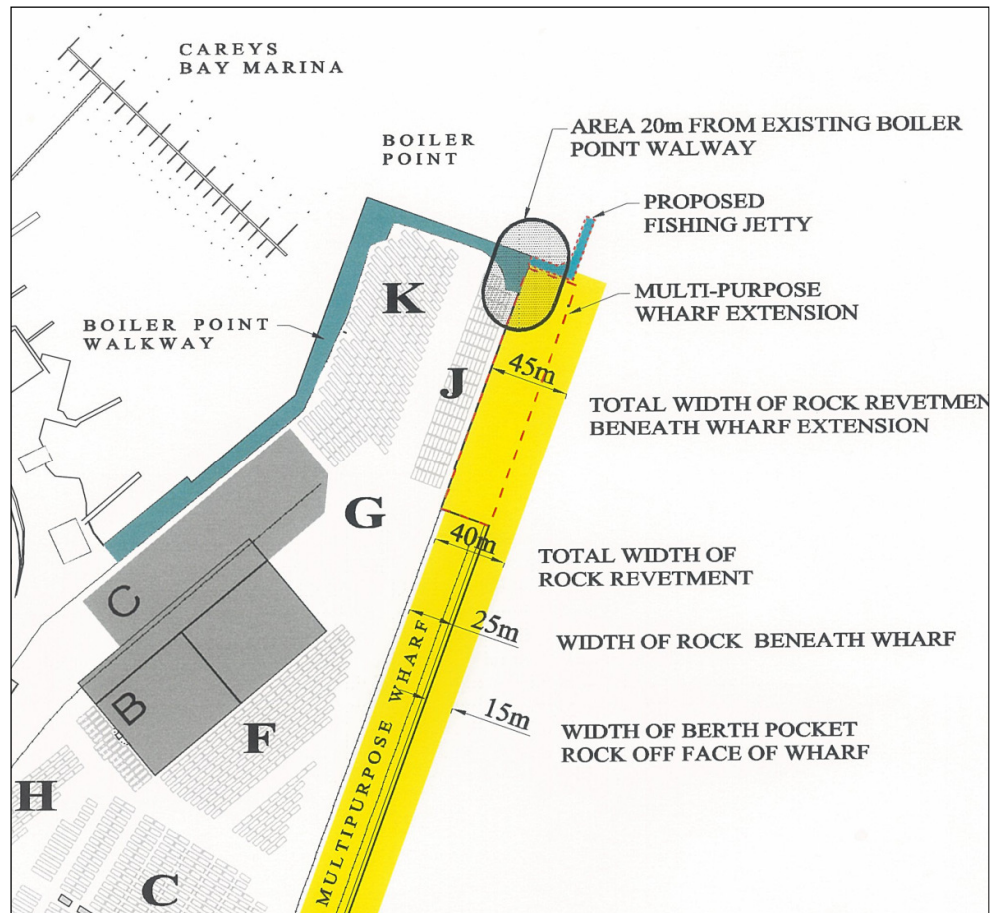 CAREYS
BAY MARINA
BOILER
POINT
AREA 20m FROM EXISTING BOILER
POINT WALWAY
PROPOSED
FISHING JETTY
K
MULTI-PURPOSE
WHARF EXTENSION
BOILER POINT
WALKWAY
45m
J
TOTAL WIDTH OF ROCK REVETMEN
BENEATH WHARF EXTENSION
G
40m
TOTAL WIDTH OF
ROCK REVETMENT
C
25m
WIDTH OF ROCK BENEATH WHARF
B
F
15m
WIDTH OF BERTH POCKET
ROCK OFF FACE OF WHARF
MULTIPURPOSE WHARF
H
C